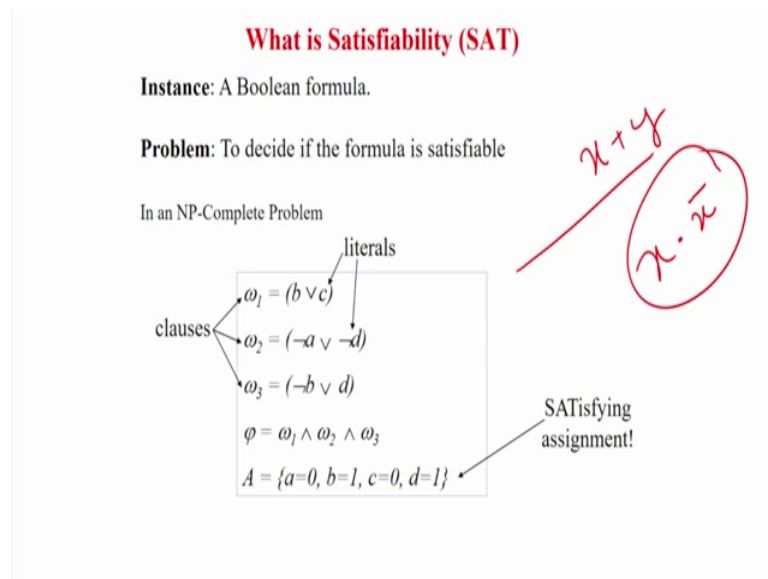 What is Satisfiability (SAT)
Instance: A Boolean formula.
Problem: To decide if the formula is satisfiable
x + y
x · x̄
In an NP-Complete Problem
literals
clauses
ω₁ = (b ∨ c)
ω₂ = (¬a ∨ ¬d)
ω₃ = (¬b ∨ d)
φ = ω₁ ∧ ω₂ ∧ ω₃
A = {a=0, b=1, c=0, d=1}
SATisfying
assignment!